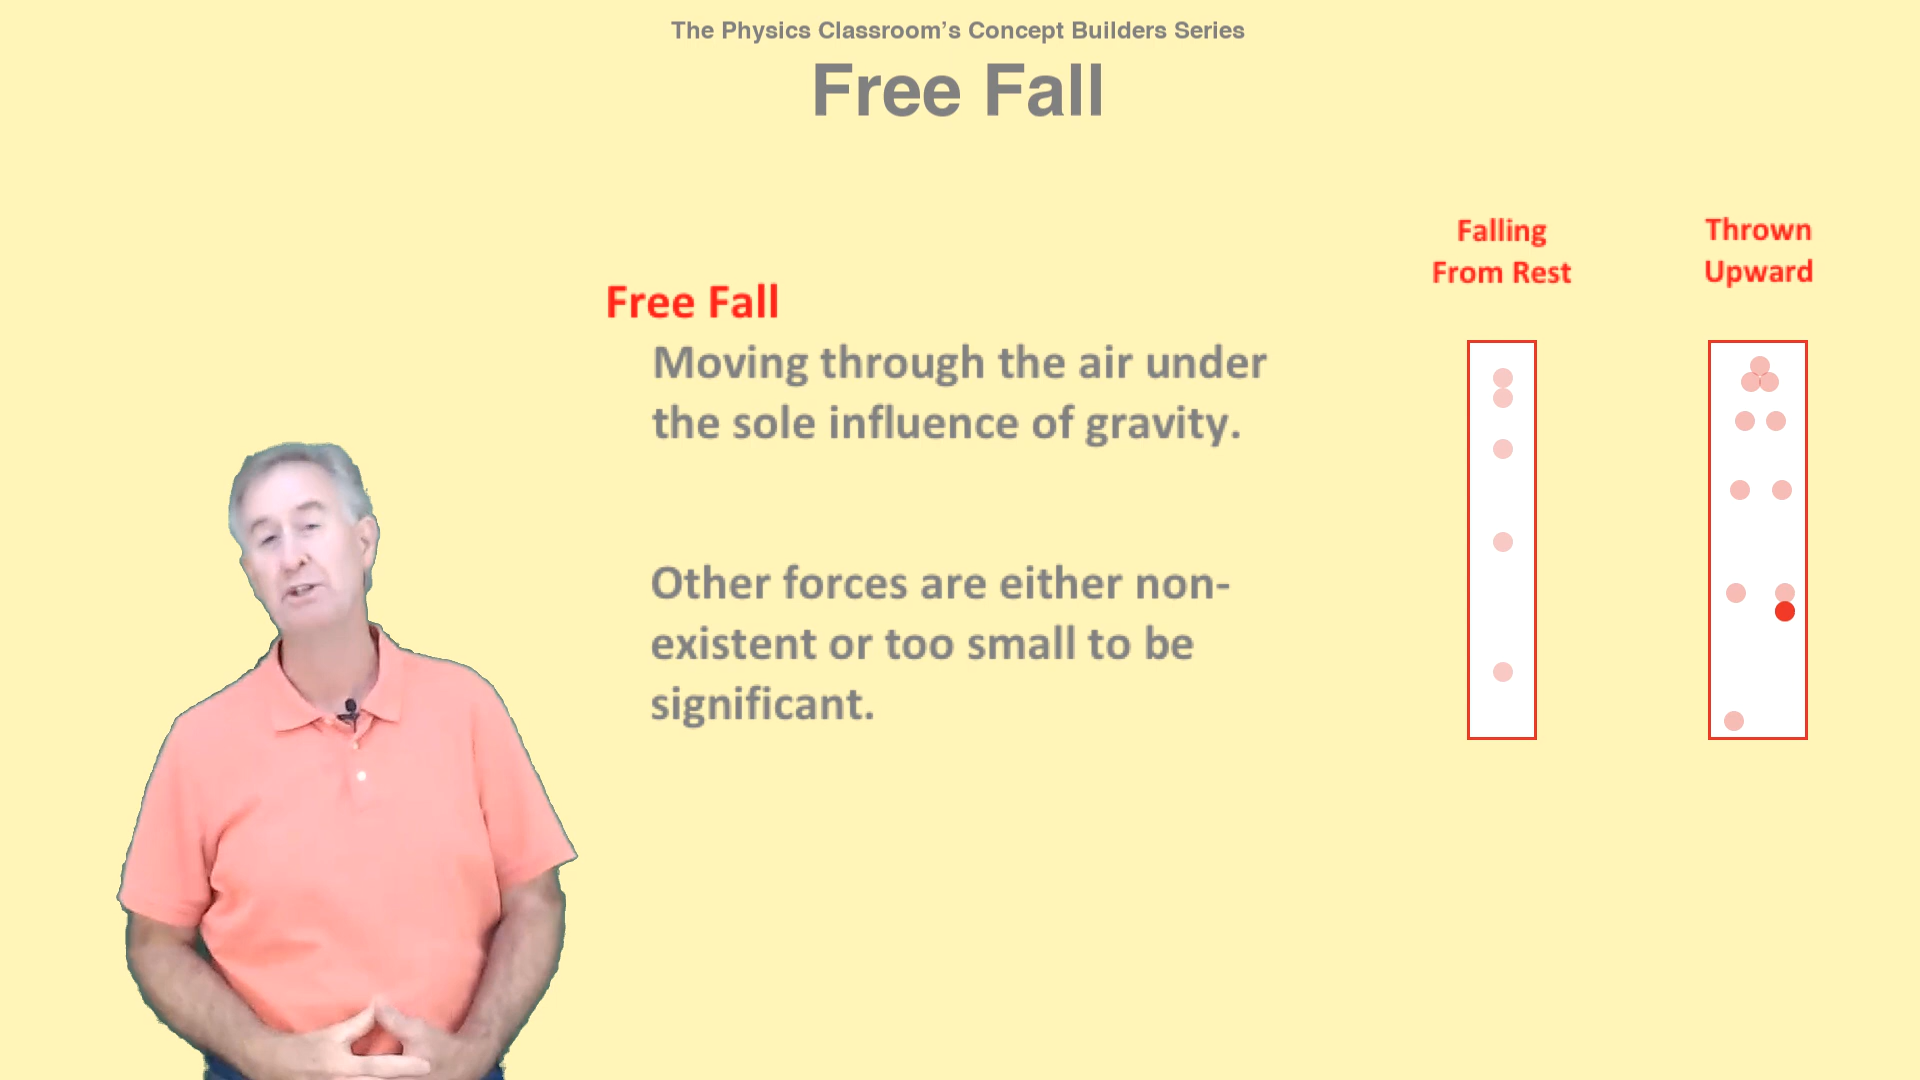 The Physics Classroom’s Concept Builders Series
Free Fall
Free Fall
Moving through the air under
the sole influence of gravity.
Other forces are either non-
existent or too small to be
significant.
Falling
From Rest
Thrown
Upward